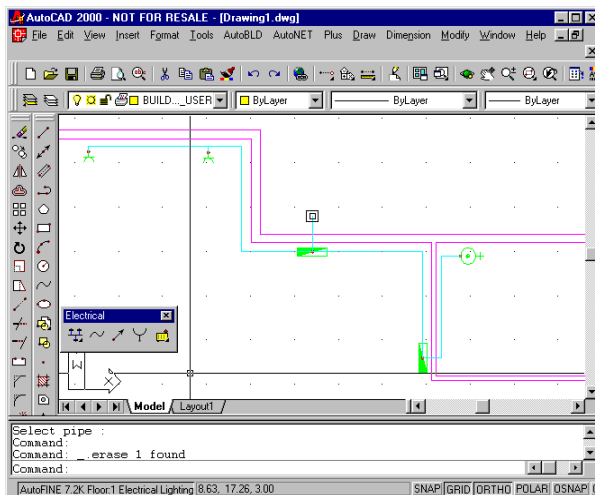 AutoCAD 2000 - NOT FOR RESALE - [Drawing1.dwg]
File Edit View Insert Format Tools AutoBLD AutoNET Plus Draw Dimension Modify Window Help
BUILD..._USER ByLayer ByLayer ByLayer
Electrical
W
X
Model Layout1
Select pipe :
Command:
Command: _.erase 1 found
Command:
AutoFINE 7.2K Floor:1 Electrical Lighting 8.63, 17.26, 3.00 SNAP GRID ORTHO POLAR OSNAP